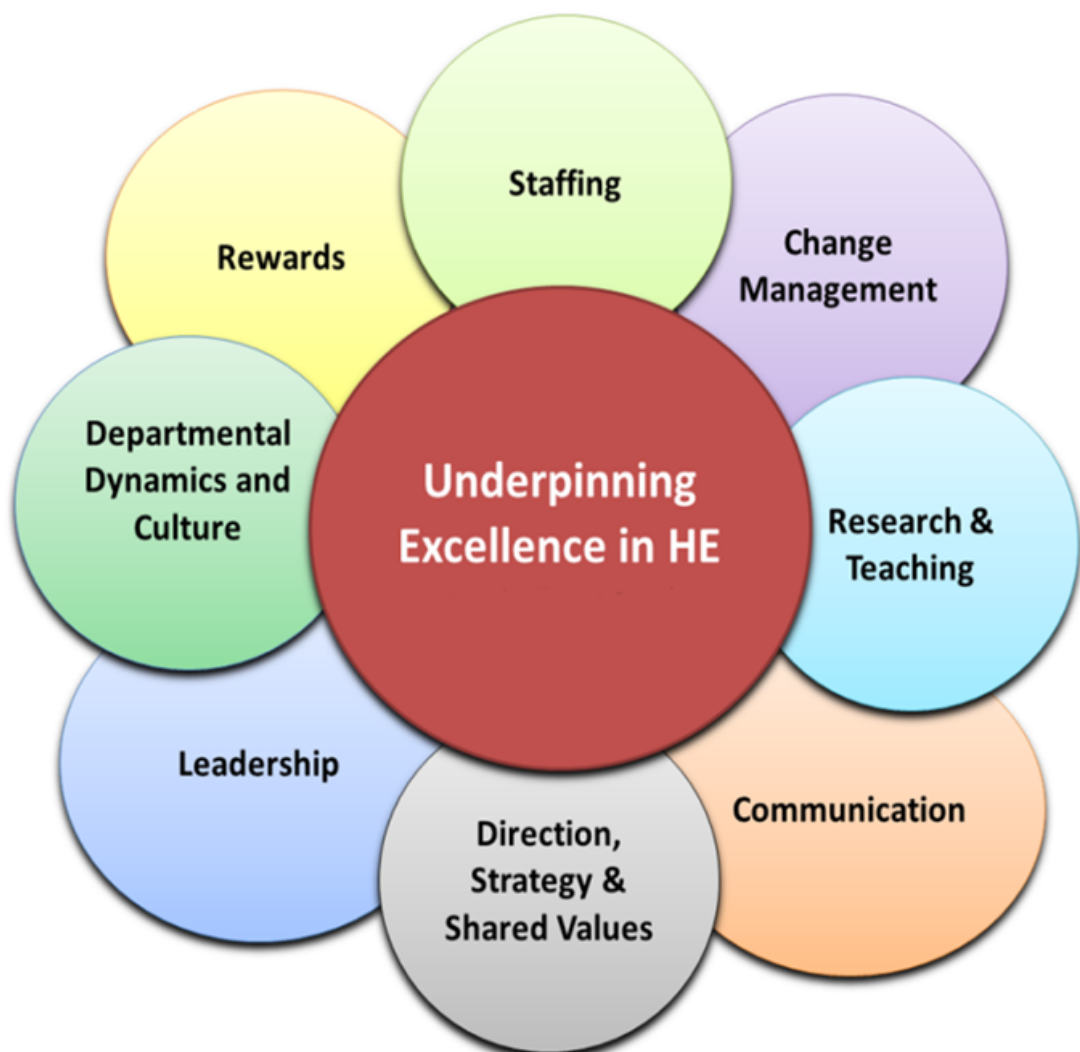 Staffing
Change
Management
Rewards
Departmental
Dynamics and
Culture
Underpinning
Excellence in HE
Research &
Teaching
Leadership
Communication
Direction,
Strategy &
Shared Values